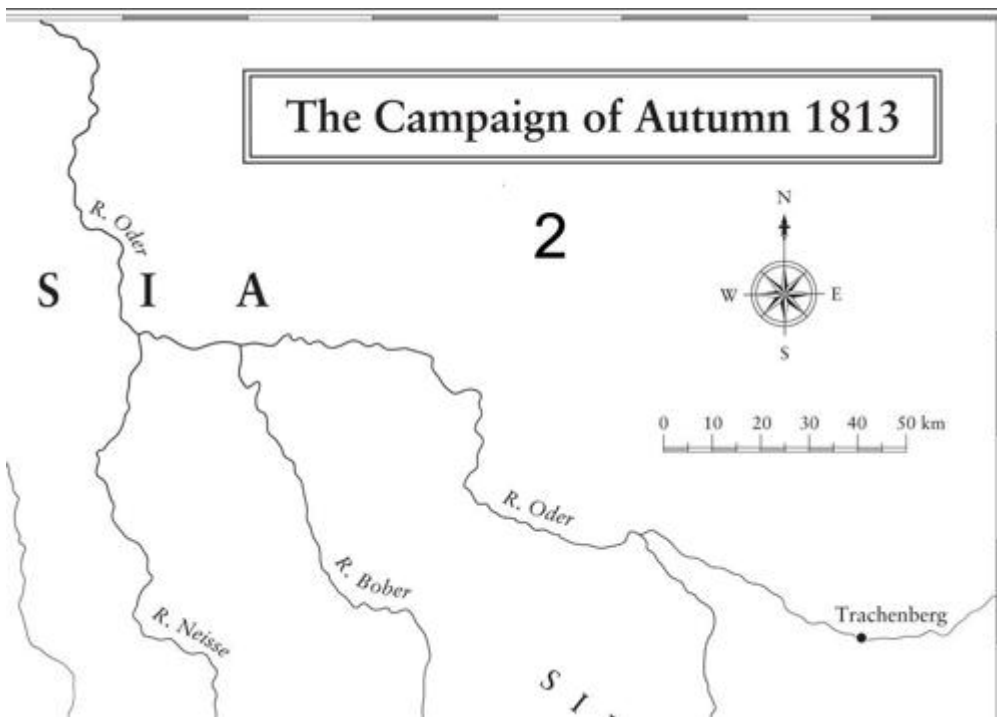 The Campaign of Autumn 1813
2
N
W E
S
R. Oder
S I A
0 10 20 30 40 50 km
R. Oder
R. Bober
R. Neisse
Trachenberg
S I